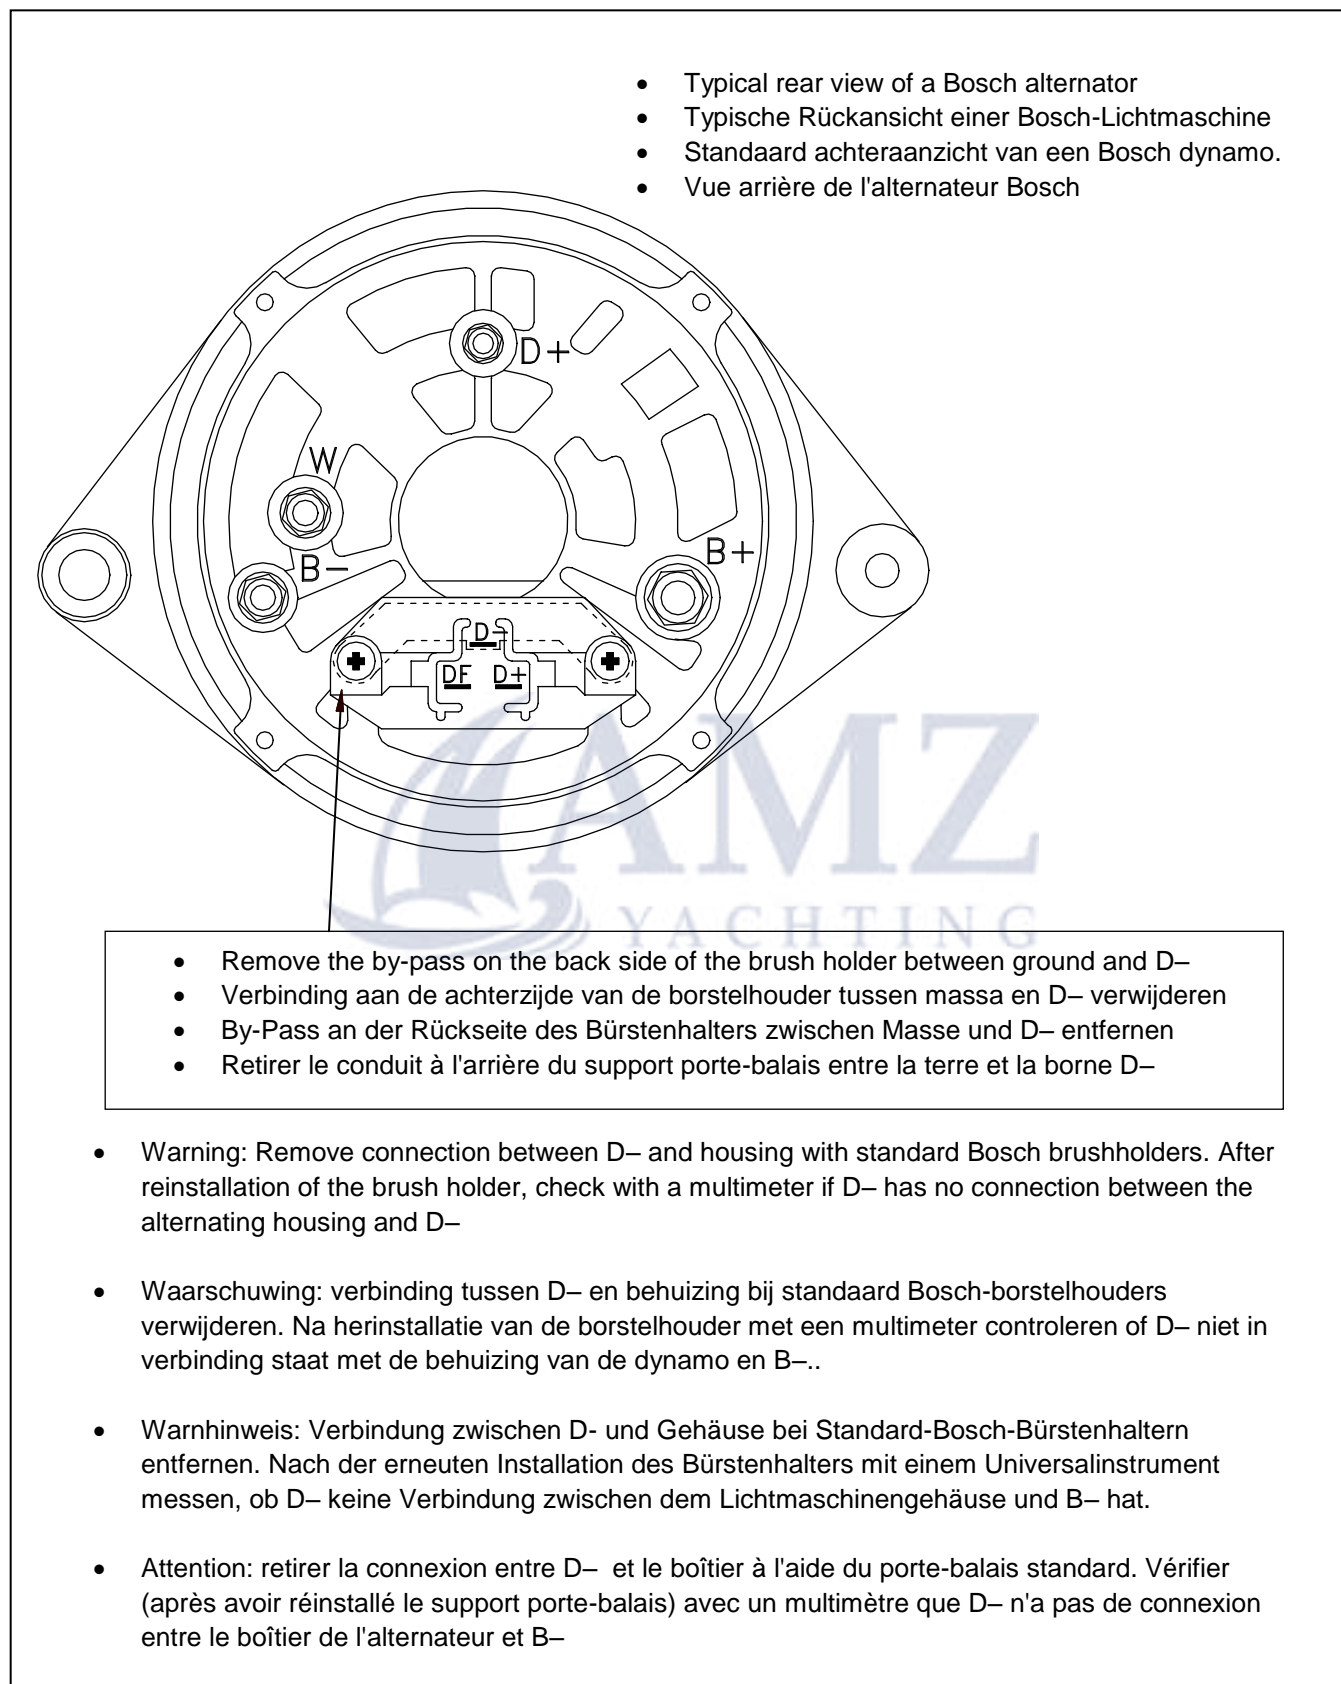 • Typical rear view of a Bosch alternator
• Typische Rückansicht einer Bosch-Lichtmaschine
• Standaard achteraanzicht van een Bosch dynamo.
• Vue arrière de l'alternateur Bosch
D+
W
B−
B+
D-
DF D+
AMZ
YACHTING
• Remove the by-pass on the back side of the brush holder between ground and D–
• Verbinding aan de achterzijde van de borstelhouder tussen massa en D– verwijderen
• By-Pass an der Rückseite des Bürstenhalters zwischen Masse und D– entfernen
• Retirer le conduit à l'arrière du support porte-balais entre la terre et la borne D–
• Warning: Remove connection between D– and housing with standard Bosch brushholders. After
reinstallation of the brush holder, check with a multimeter if D– has no connection between the
alternating housing and D–
• Waarschuwing: verbinding tussen D– en behuizing bij standaard Bosch-borstelhouders
verwijderen. Na herinstallatie van de borstelhouder met een multimeter controleren of D– niet in
verbinding staat met de behuizing van de dynamo en B–..
• Warnhinweis: Verbindung zwischen D- und Gehäuse bei Standard-Bosch-Bürstenhaltern
entfernen. Nach der erneuten Installation des Bürstenhalters mit einem Universalinstrument
messen, ob D– keine Verbindung zwischen dem Lichtmaschinengehäuse und B– hat.
• Attention: retirer la connexion entre D– et le boîtier à l'aide du porte-balais standard. Vérifier
(après avoir réinstallé le support porte-balais) avec un multimètre que D– n'a pas de connexion
entre le boîtier de l'alternateur et B–